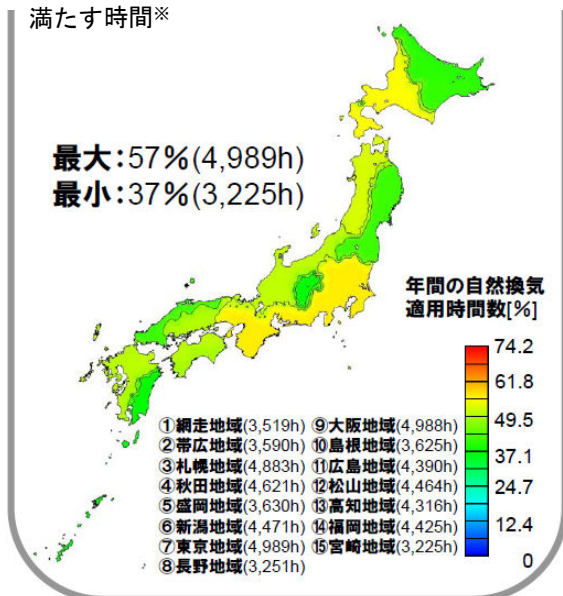 満たす時間※
最大:57%(4,989h)
最小:37%(3,225h)
年間の自然換気
適用時間数[%]
74.2
61.8
49.5
37.1
24.7
12.4
0
①網走地域(3,519h) ⑨大阪地域(4,988h)
②帯広地域(3,590h) ⑩島根地域(3,625h)
③札幌地域(4,883h) ⑪広島地域(4,390h)
④秋田地域(4,621h) ⑫松山地域(4,464h)
⑤盛岡地域(3,630h) ⑬高知地域(4,316h)
⑥新潟地域(4,471h) ⑭福岡地域(4,425h)
⑦東京地域(4,989h) ⑮宮崎地域(3,225h)
⑧長野地域(3,251h)